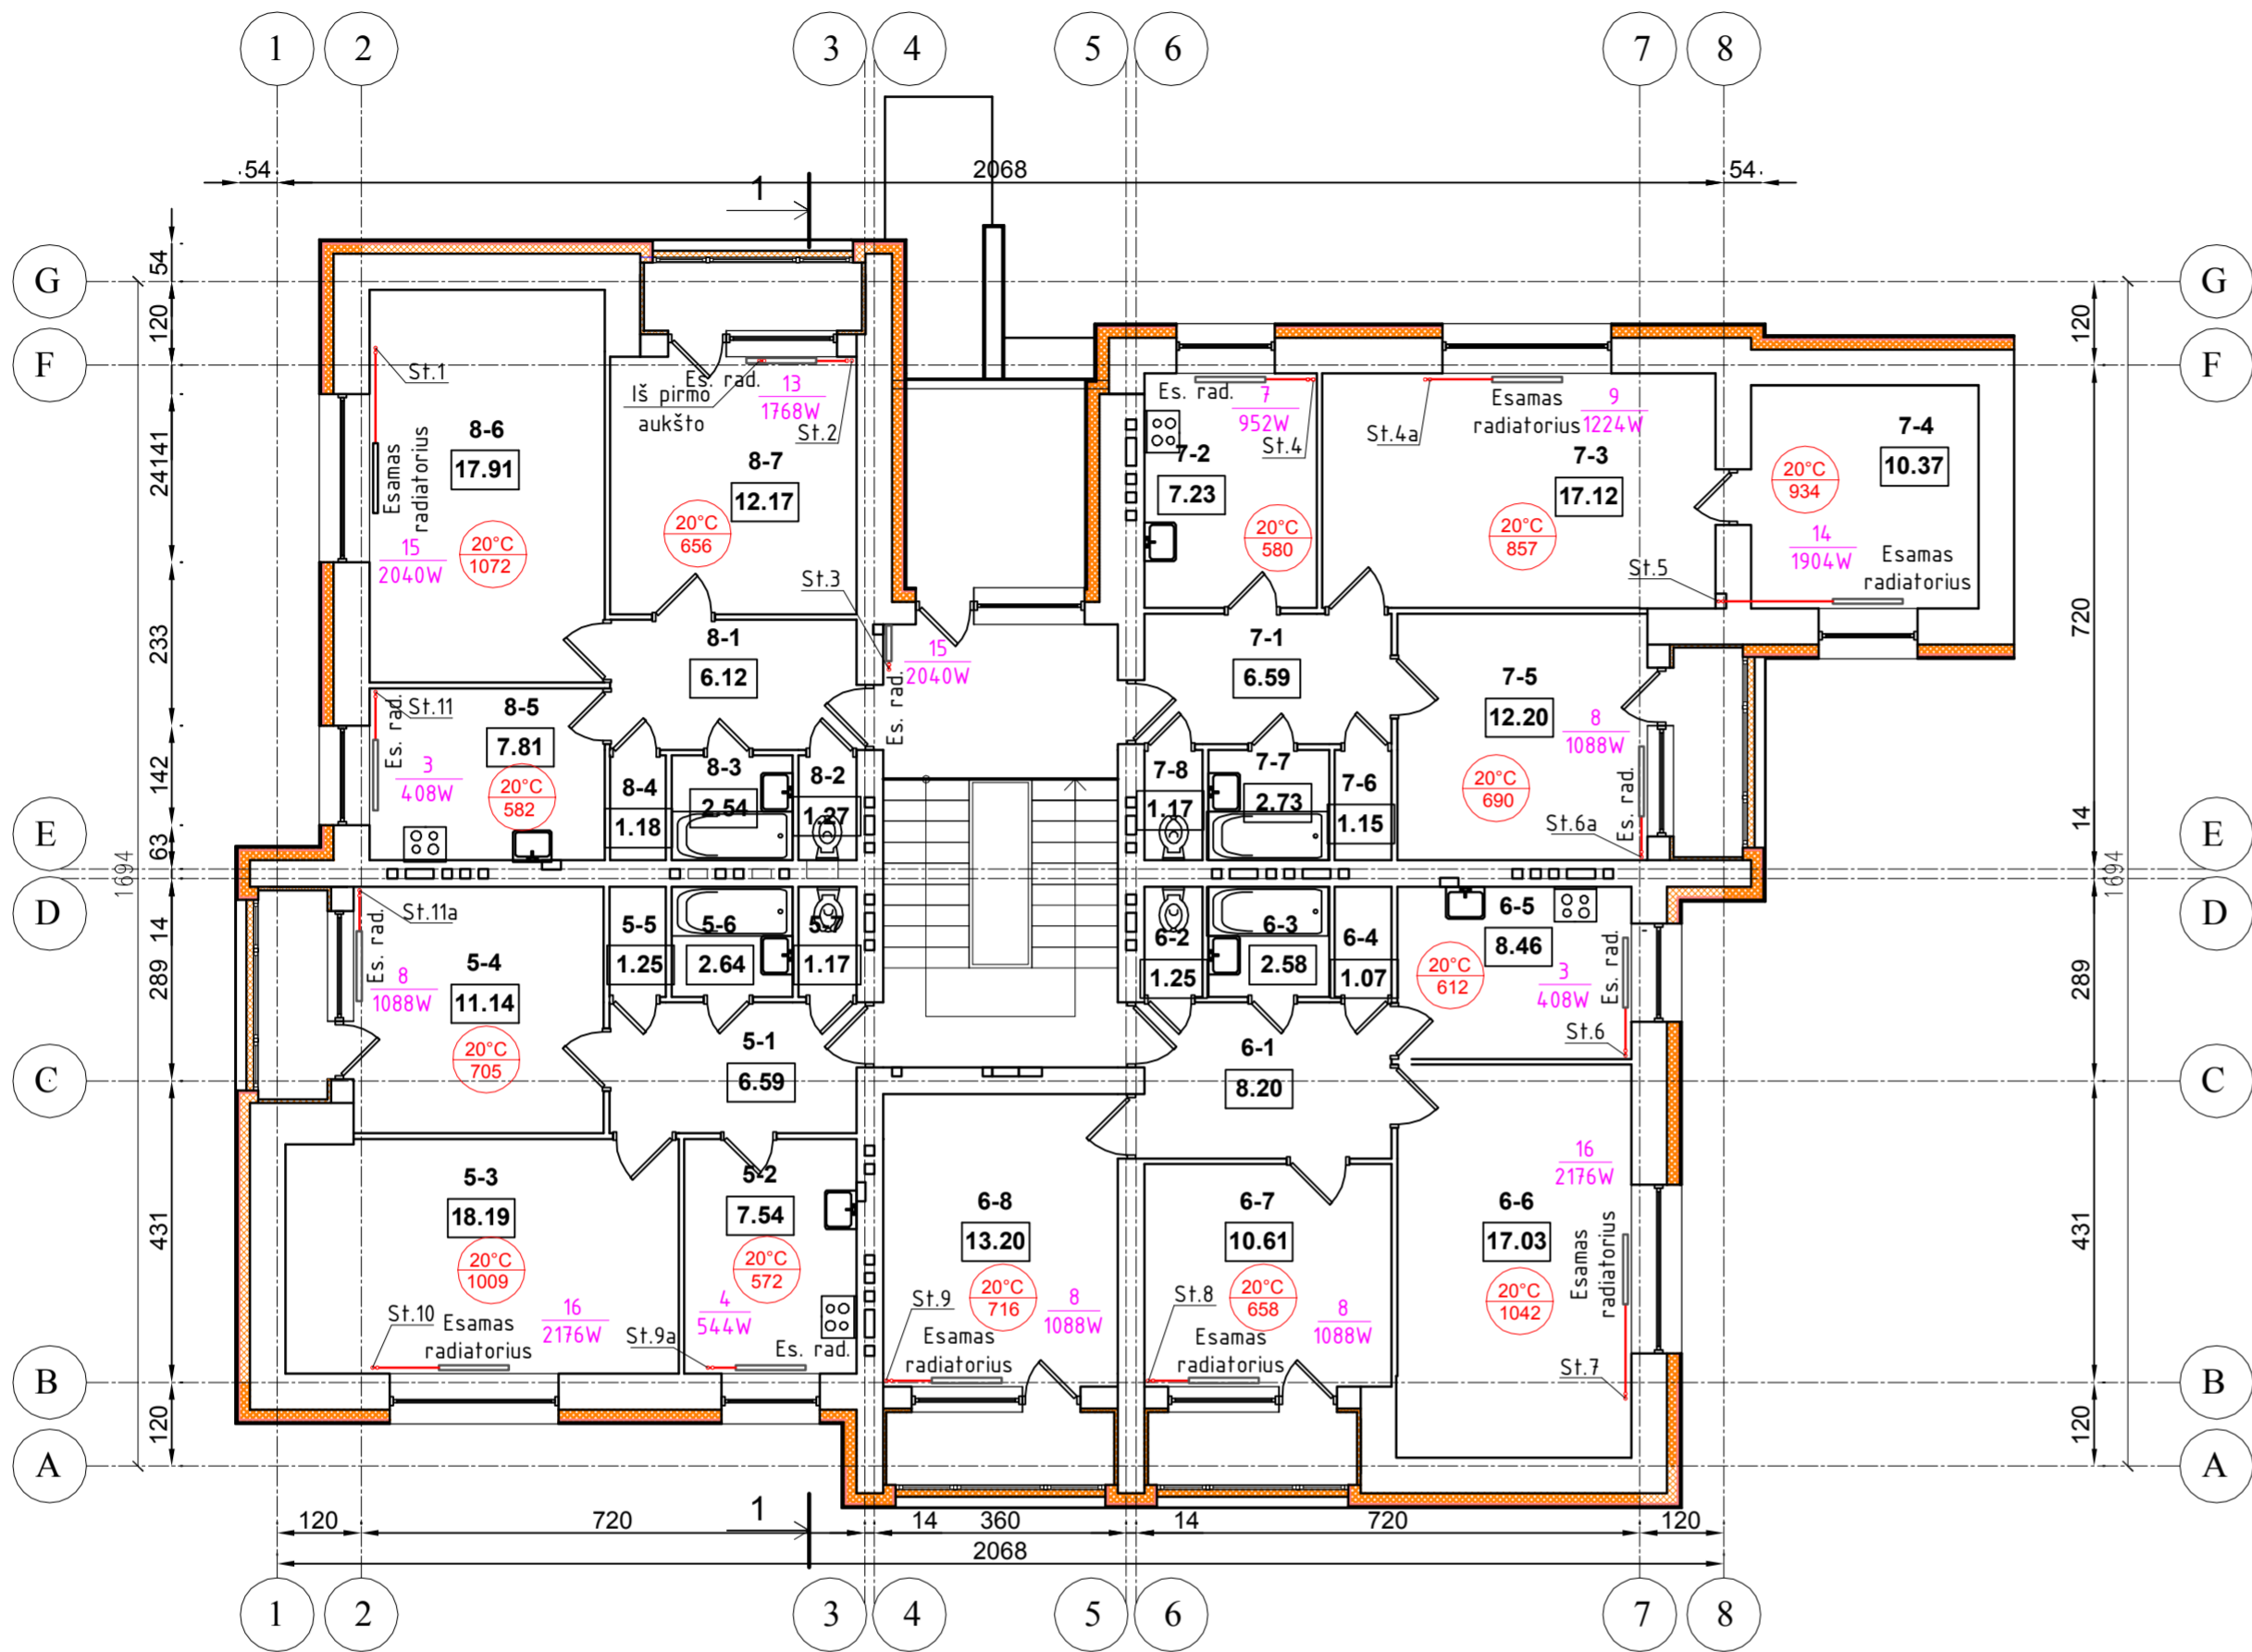 1 2 3 4 5 6 7 8
54 2068 54
1
G G
54
120 120
F F
St.1
Es. rad.
Iš pirmo
aukšto
13
1768W
St.2
8-6
17.91
Esamas
radiatorius
15
2040W
20°C
1072
8-7
12.17
20°C
656
Es. rad.
7
952W
St.4
7-2
7.23
20°C
580
St.4a
Esamas
radiatorius
9
1224W
7-3
17.12
20°C
857
7-4
10.37
20°C
934
14
1904W
Esamas
radiatorius
St.5
241
41
233
142
63
720
14
St.3
15
2040W
Es. rad.
8-1
6.12
7-1
6.59
7-5
12.20
8
1088W
20°C
690
Es. rad.
St.6a
St.11
Es. rad.
8-5
7.81
3
408W
20°C
582
8-4
1.18
8-3
2.54
8-2
1.27
7-8
1.17
7-7
2.73
7-6
1.15
E E
1694 1694
D D
14
289 289
St.11a
Es. rad.
5-4
11.14
8
1088W
20°C
705
5-5
1.25
5-6
2.64
5-7
1.17
6-2
1.25
6-3
2.58
6-4
1.07
6-5
8.46
20°C
612
3
408W
Es. rad.
St.6
5-1
6.59
6-1
8.20
C C
431 431
5-3
18.19
20°C
1009
16
2176W
St.10
Esamas
radiatorius
5-2
7.54
20°C
572
4
544W
St.9a
Es. rad.
6-8
13.20
20°C
716
8
1088W
St.9
Esamas
radiatorius
6-7
10.61
20°C
658
8
1088W
St.8
Esamas
radiatorius
16
2176W
6-6
17.03
20°C
1042
Esamas
radiatorius
St.7
B B
120 120
A A
1
120 720 14 360 14 720 120
2068
1 2 3 4 5 6 7 8